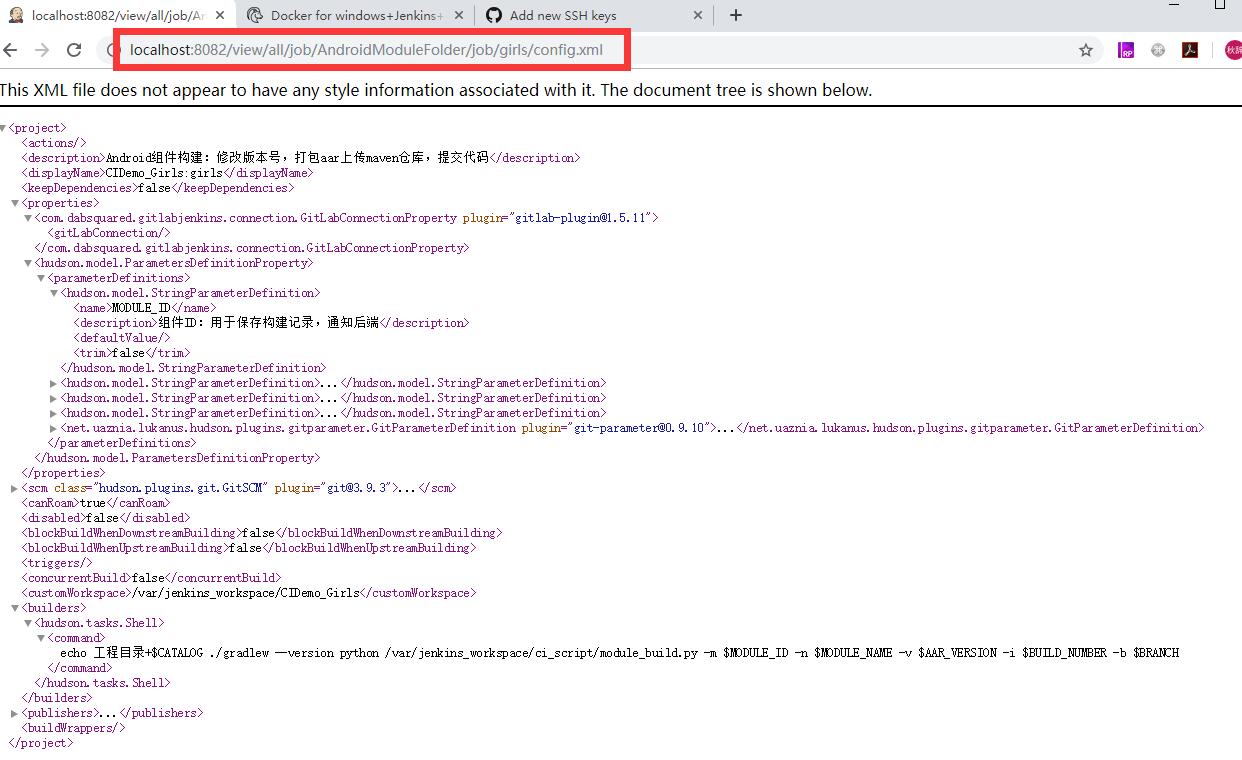 localhost:8082/view/all/job/An
Docker for windows+Jenkins+
Add new SSH keys
localhost:8082/view/all/job/AndroidModuleFolder/job/girls/config.xml
RP
This XML file does not appear to have any style information associated with it. The document tree is shown below.
<project>
<actions/>
<description>Android组件构建：修改版本号，打包aar上传maven仓库，提交代码</description>
<displayName>CIDemo_Girls:girls</displayName>
<keepDependencies>false</keepDependencies>
<properties>
<com.dabsquared.gitlabjenkins.connection.GitLabConnectionProperty plugin="gitlab-plugin@1.5.11">
<gitLabConnection/>
</com.dabsquared.gitlabjenkins.connection.GitLabConnectionProperty>
<hudson.model.ParametersDefinitionProperty>
<parameterDefinitions>
<hudson.model.StringParameterDefinition>
<name>MODULE_ID</name>
<description>组件ID：用于保存构建记录，通知后端</description>
<defaultValue/>
<trim>false</trim>
</hudson.model.StringParameterDefinition>
<hudson.model.StringParameterDefinition>...</hudson.model.StringParameterDefinition>
<hudson.model.StringParameterDefinition>...</hudson.model.StringParameterDefinition>
<hudson.model.StringParameterDefinition>...</hudson.model.StringParameterDefinition>
<net.uaznia.lukanus.hudson.plugins.gitparameter.GitParameterDefinition plugin="git-parameter@0.9.10">...</net.uaznia.lukanus.hudson.plugins.gitparameter.GitParameterDefinition>
</parameterDefinitions>
</hudson.model.ParametersDefinitionProperty>
</properties>
<scm class="hudson.plugins.git.GitSCM" plugin="git@3.9.3">...</scm>
<canRoam>true</canRoam>
<disabled>false</disabled>
<blockBuildWhenDownstreamBuilding>false</blockBuildWhenDownstreamBuilding>
<blockBuildWhenUpstreamBuilding>false</blockBuildWhenUpstreamBuilding>
<triggers/>
<concurrentBuild>false</concurrentBuild>
<customWorkspace>/var/jenkins_workspace/CIDemo_Girls</customWorkspace>
<builders>
<hudson.tasks.Shell>
<command>
echo 工程目录+$CATALOG ./gradlew --version python /var/jenkins_workspace/ci_script/module_build.py -m $MODULE_ID -n $MODULE_NAME -v $AAR_VERSION -i $BUILD_NUMBER -b $BRANCH
</command>
</hudson.tasks.Shell>
</builders>
<publishers>...</publishers>
<buildWrappers/>
</project>